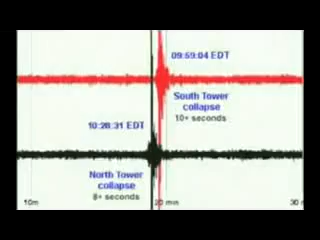 09:59:04 EDT
South Tower
collapse
10+ seconds
10:28:31 EDT
North Tower
collapse
8+ seconds
10m
20 min
30 m